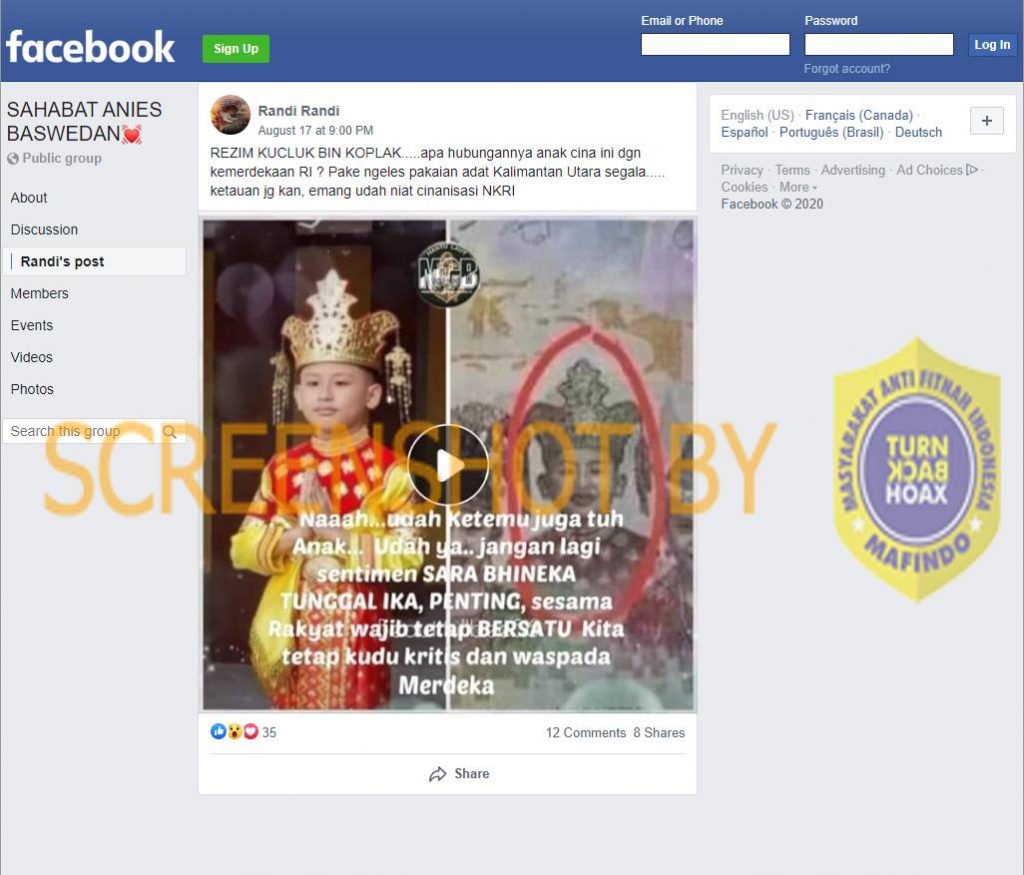 facebook
Sign Up
Email or Phone
Password
Log In
Forgot account?
SAHABAT ANIES
BASWEDAN💓
Public group
About
Discussion
Randi's post
Members
Events
Videos
Photos
Search this group
Randi Randi
August 17 at 9:00 PM
REZIM KUCLUK BIN KOPLAK.....apa hubungannya anak cina ini dgn
kemerdekaan RI ? Pake ngeles pakaian adat Kalimantan Utara segala.....
ketauan jg kan, emang udah niat cinanisasi NKRI
MCB
SCREENSHOT BY
Naaah...udah ketemu juga tuh
Anak... Udah ya.. jangan lagi
sentimen SARA BHINEKA
TUNGGAL IKA, PENTING, sesama
Rakyat wajib tetap BERSATU Kita
tetap kudu kritis dan waspada
Merdeka
35
12 Comments 8 Shares
Share
English (US) · Français (Canada) ·
Español · Português (Brasil) · Deutsch
+
Privacy · Terms · Advertising · Ad Choices ·
Cookies · More
Facebook © 2020
MASYARAKAT ANTI FITNAH INDONESIA
TURN
BACK
HOAX
MAFINDO